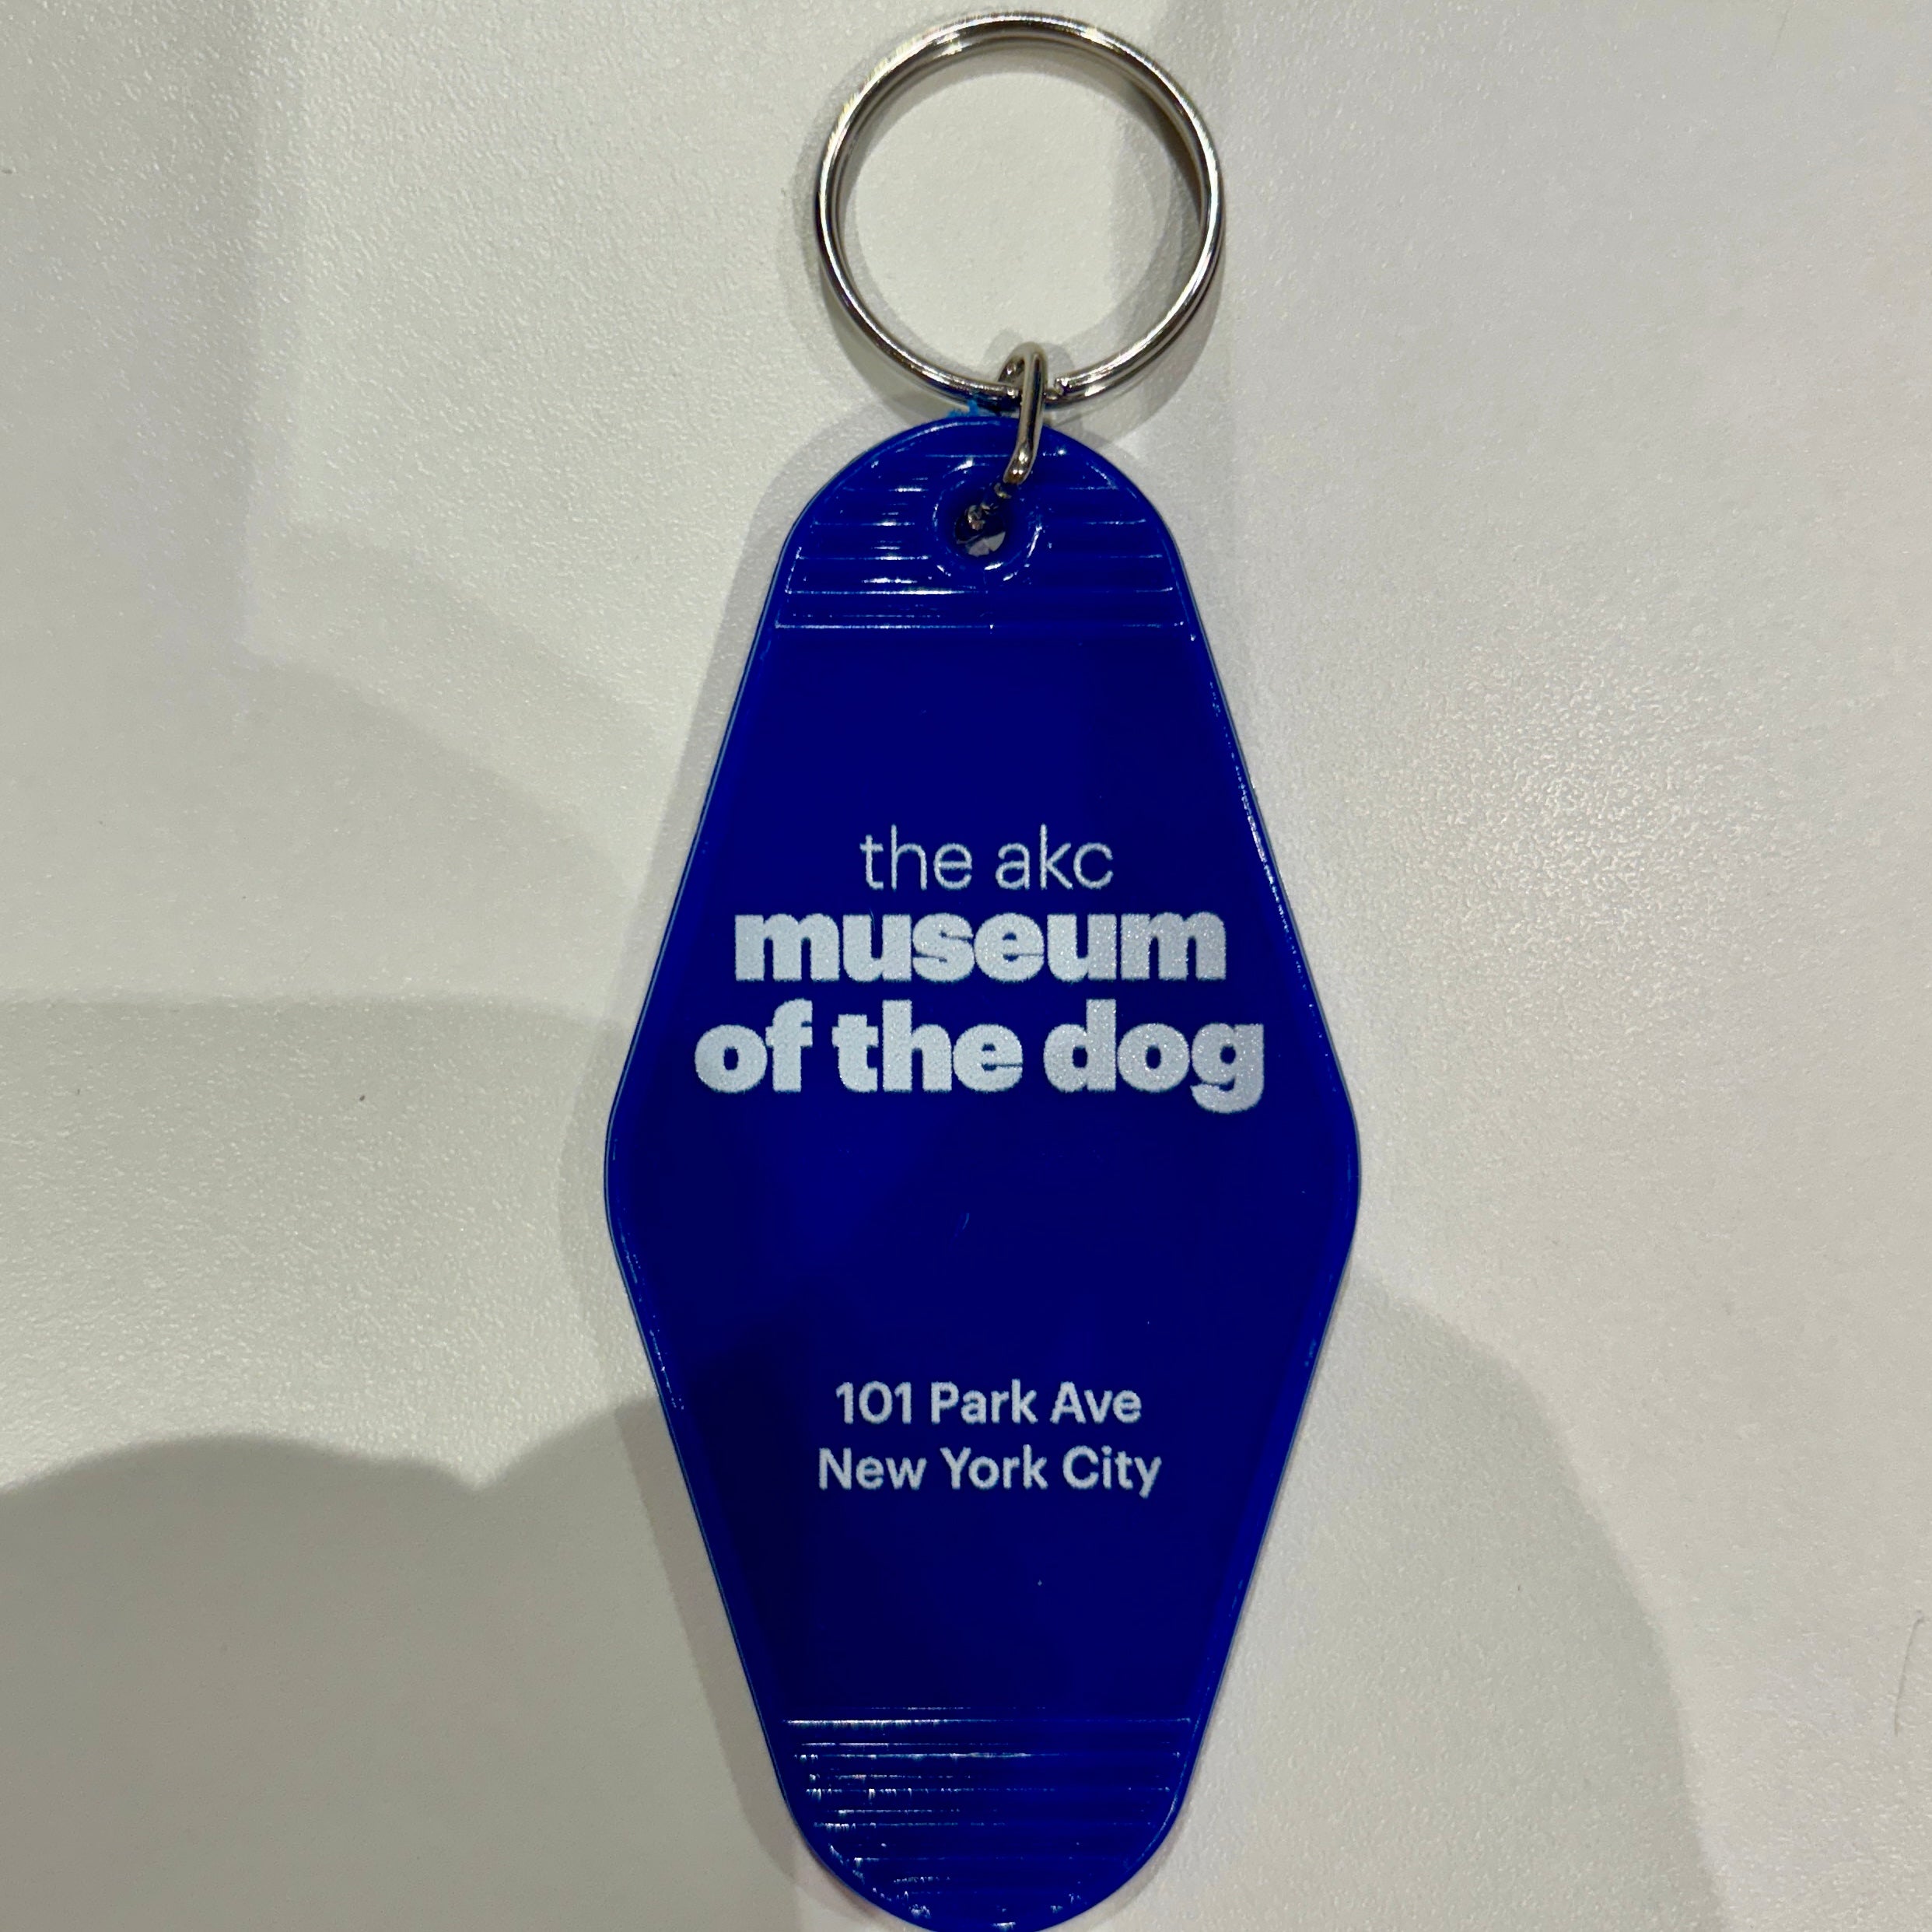 the akc
museum
of the dog
101 Park Ave
New York City